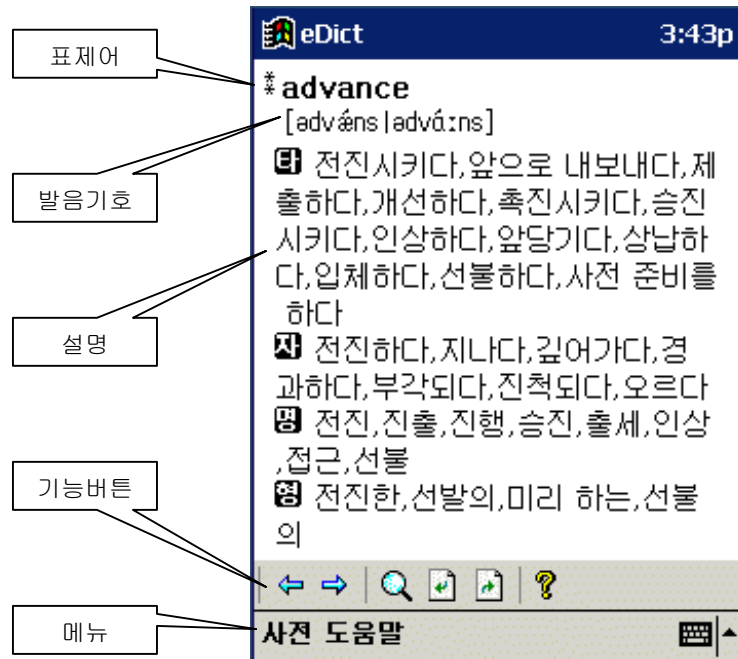 eDict 3:43p
표제어
⁑advance
[ədvǽns|ədvάːns]
발음기호
타 전진시키다,앞으로 내보내다,제
출하다,개선하다,촉진시키다,승진
시키다,인상하다,앞당기다,상납하
다,입체하다,선불하다,사전 준비를
하다
설명
자 전진하다,지나다,깊어가다,경
과하다,부각되다,진척되다,오르다
명 전진,진출,진행,승진,출세,인상
,접근,선불
기능버튼
형 전진한,선발의,미리 하는,선불
의
메뉴
사전 도움말